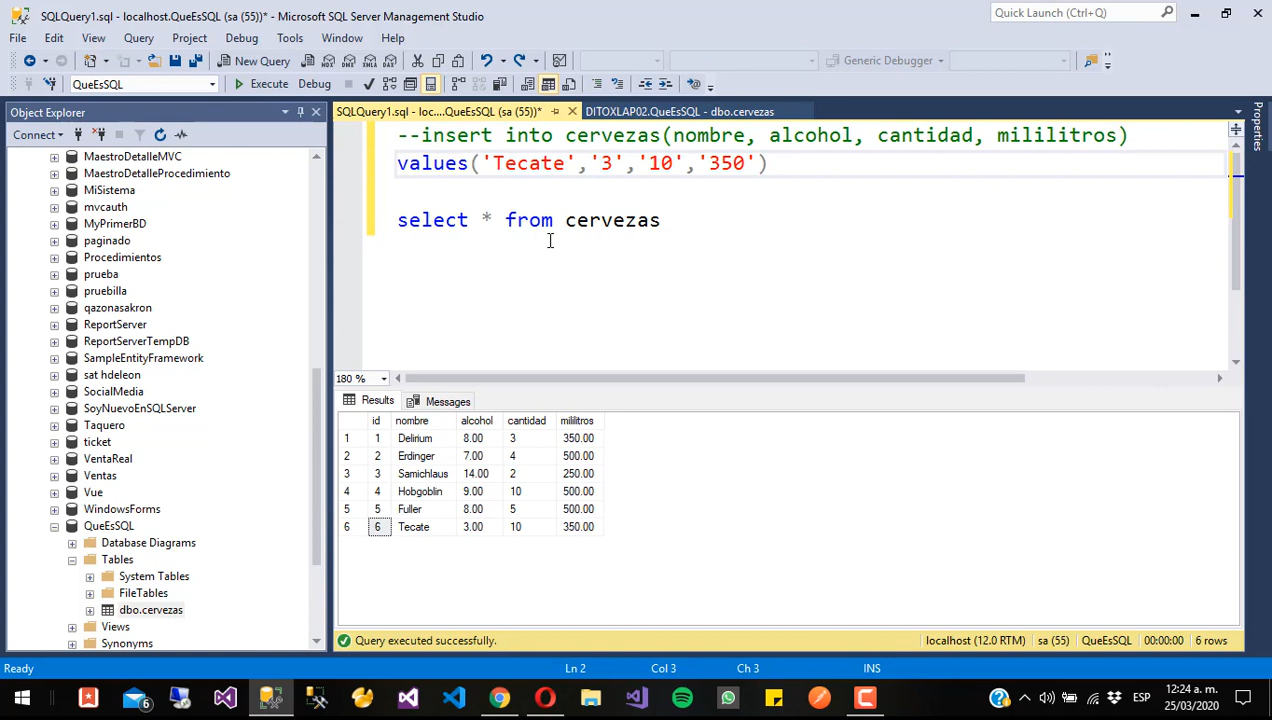 SQLQuery1.sql - localhost.QueEsSQL (sa (55))* - Microsoft SQL Server Management Studio
Quick Launch (Ctrl+Q)
File Edit View Query Project Debug Tools Window Help
New Query
Generic Debugger
QueEsSQL
Execute
Debug
Object Explorer
SQLQuery1.sql - loc....QueEsSQL (sa (55))*
DITOXLAP02.QueEsSQL - dbo.cervezas
Properties
Connect
MaestroDetalleMVC
MaestroDetalleProcedimiento
MiSistema
mvcauth
MyPrimerBD
paginado
Procedimientos
prueba
pruebilla
qazonasakron
ReportServer
ReportServerTempDB
SampleEntityFramework
sat hdeleon
SocialMedia
SoyNuevoEnSQLServer
Taquero
ticket
VentaReal
Ventas
Vue
WindowsForms
QueEsSQL
Database Diagrams
Tables
System Tables
FileTables
dbo.cervezas
Views
Synonyms
--insert into cervezas(nombre, alcohol, cantidad, mililitros)
values('Tecate','3','10','350')
select * from cervezas
180 %
Results
Messages
id nombre alcohol cantidad mililitros
1 1 Delirium 8.00 3 350.00
2 2 Erdinger 7.00 4 500.00
3 3 Samichlaus 14.00 2 250.00
4 4 Hobgoblin 9.00 10 500.00
5 5 Fuller 8.00 5 500.00
6 6 Tecate 3.00 10 350.00
Query executed successfully.
localhost (12.0 RTM) sa (55) QueEsSQL 00:00:00 6 rows
Ready
Ln 2 Col 3 Ch 3 INS
6
ESP
12:24 a. m.
25/03/2020